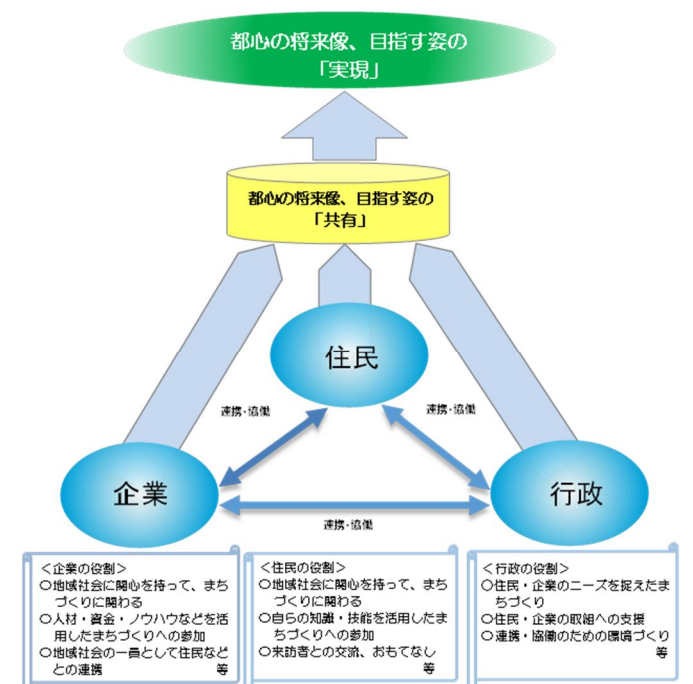 都心の将来像、目指す姿の
「実現」
都心の将来像、目指す姿の
「共有」
住民
連携・協働
連携・協働
企業
行政
連携・協働
＜企業の役割＞
○地域社会に関心を持って、まち
づくりに関わる
○人材・資金・ノウハウなどを活
用したまちづくりへの参加
○地域社会の一員として住民など
との連携 等
＜住民の役割＞
○地域社会に関心を持って、まち
づくりに関わる
○自らの知識・技能を活用したま
ちづくりへの参加
○来訪者との交流、おもてなし
等
＜行政の役割＞
○住民・企業のニーズを捉えたま
ちづくり
○住民・企業の取組への支援
○連携・協働のための環境づくり
等